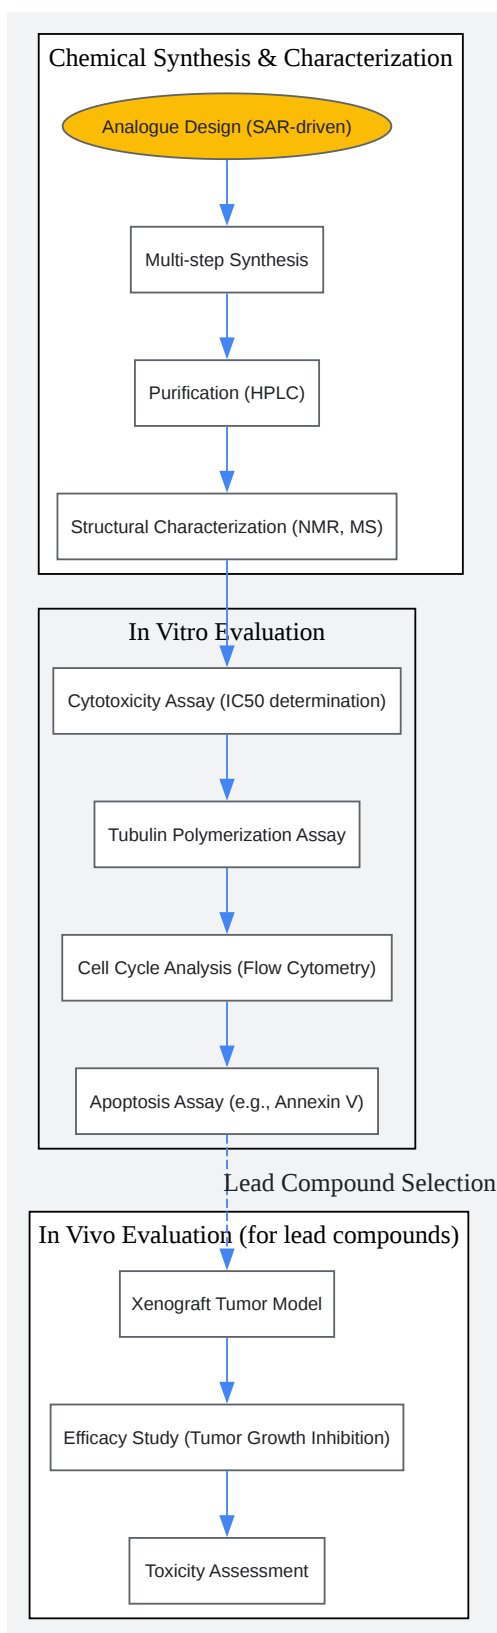 Chemical Synthesis & Characterization
Analogue Design (SAR-driven)
Multi-step Synthesis
Purification (HPLC)
Structural Characterization (NMR, MS)
In Vitro Evaluation
Cytotoxicity Assay (IC50 determination)
Tubulin Polymerization Assay
Cell Cycle Analysis (Flow Cytometry)
Apoptosis Assay (e.g., Annexin V)
Lead Compound Selection
In Vivo Evaluation (for lead compounds)
Xenograft Tumor Model
Efficacy Study (Tumor Growth Inhibition)
Toxicity Assessment